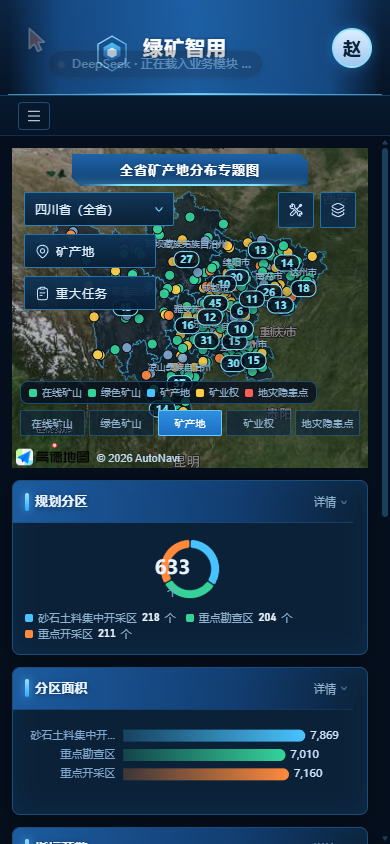 绿矿智用
赵
DeepSeek · 正在载入业务模块 ...
全省矿产地分布专题图
四川省（全省）
矿产地
重大任务
27
13
14
18
26
11
13
45
12
6
16
10
31
15
30
15
14
绵阳市
重庆市
昆明
在线矿山 绿色矿山 矿产地 矿业权 地灾隐患点
在线矿山 绿色矿山 矿产地 矿业权 地灾隐患点
高德地图 © 2026 AutoNavi
规划分区 详情
633
个
砂石土料集中开采区 218 个 重点勘查区 204 个
重点开采区 211 个
分区面积 详情
砂石土料集中开... 7,869
重点勘查区 7,010
重点开采区 7,160